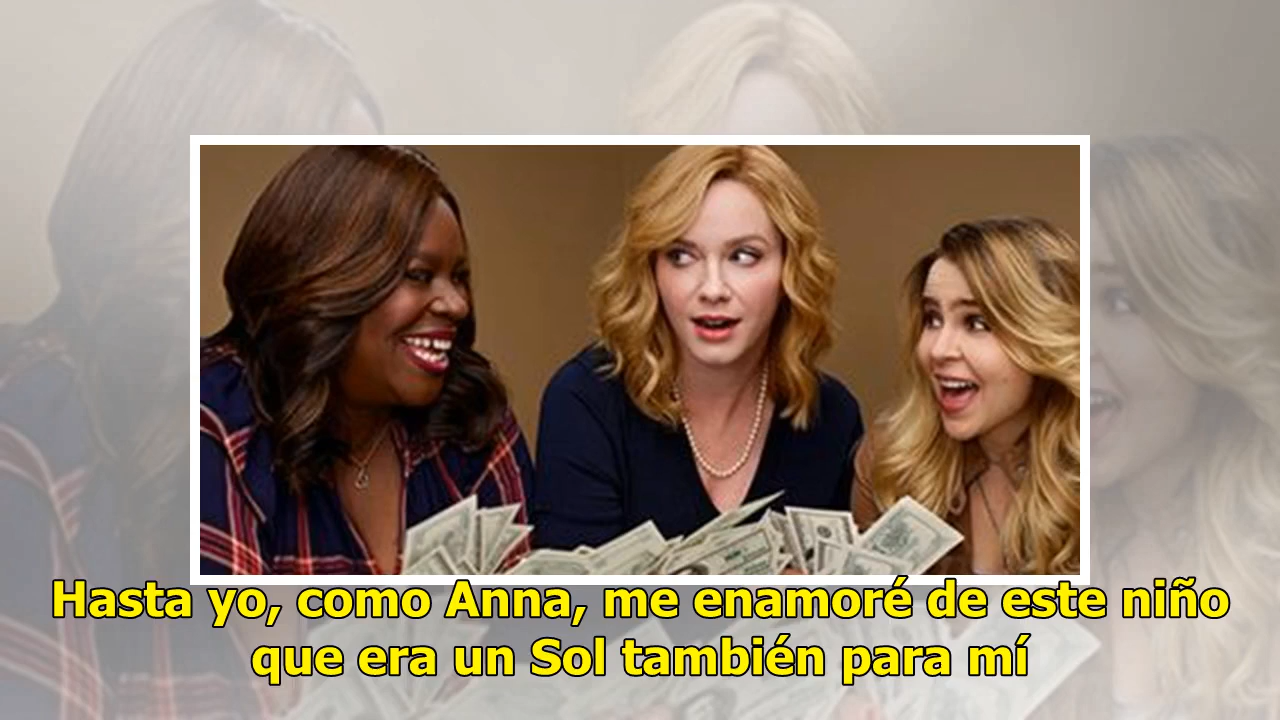 Hasta yo, como Anna, me enamoré de este niño
que era un Sol también para mí